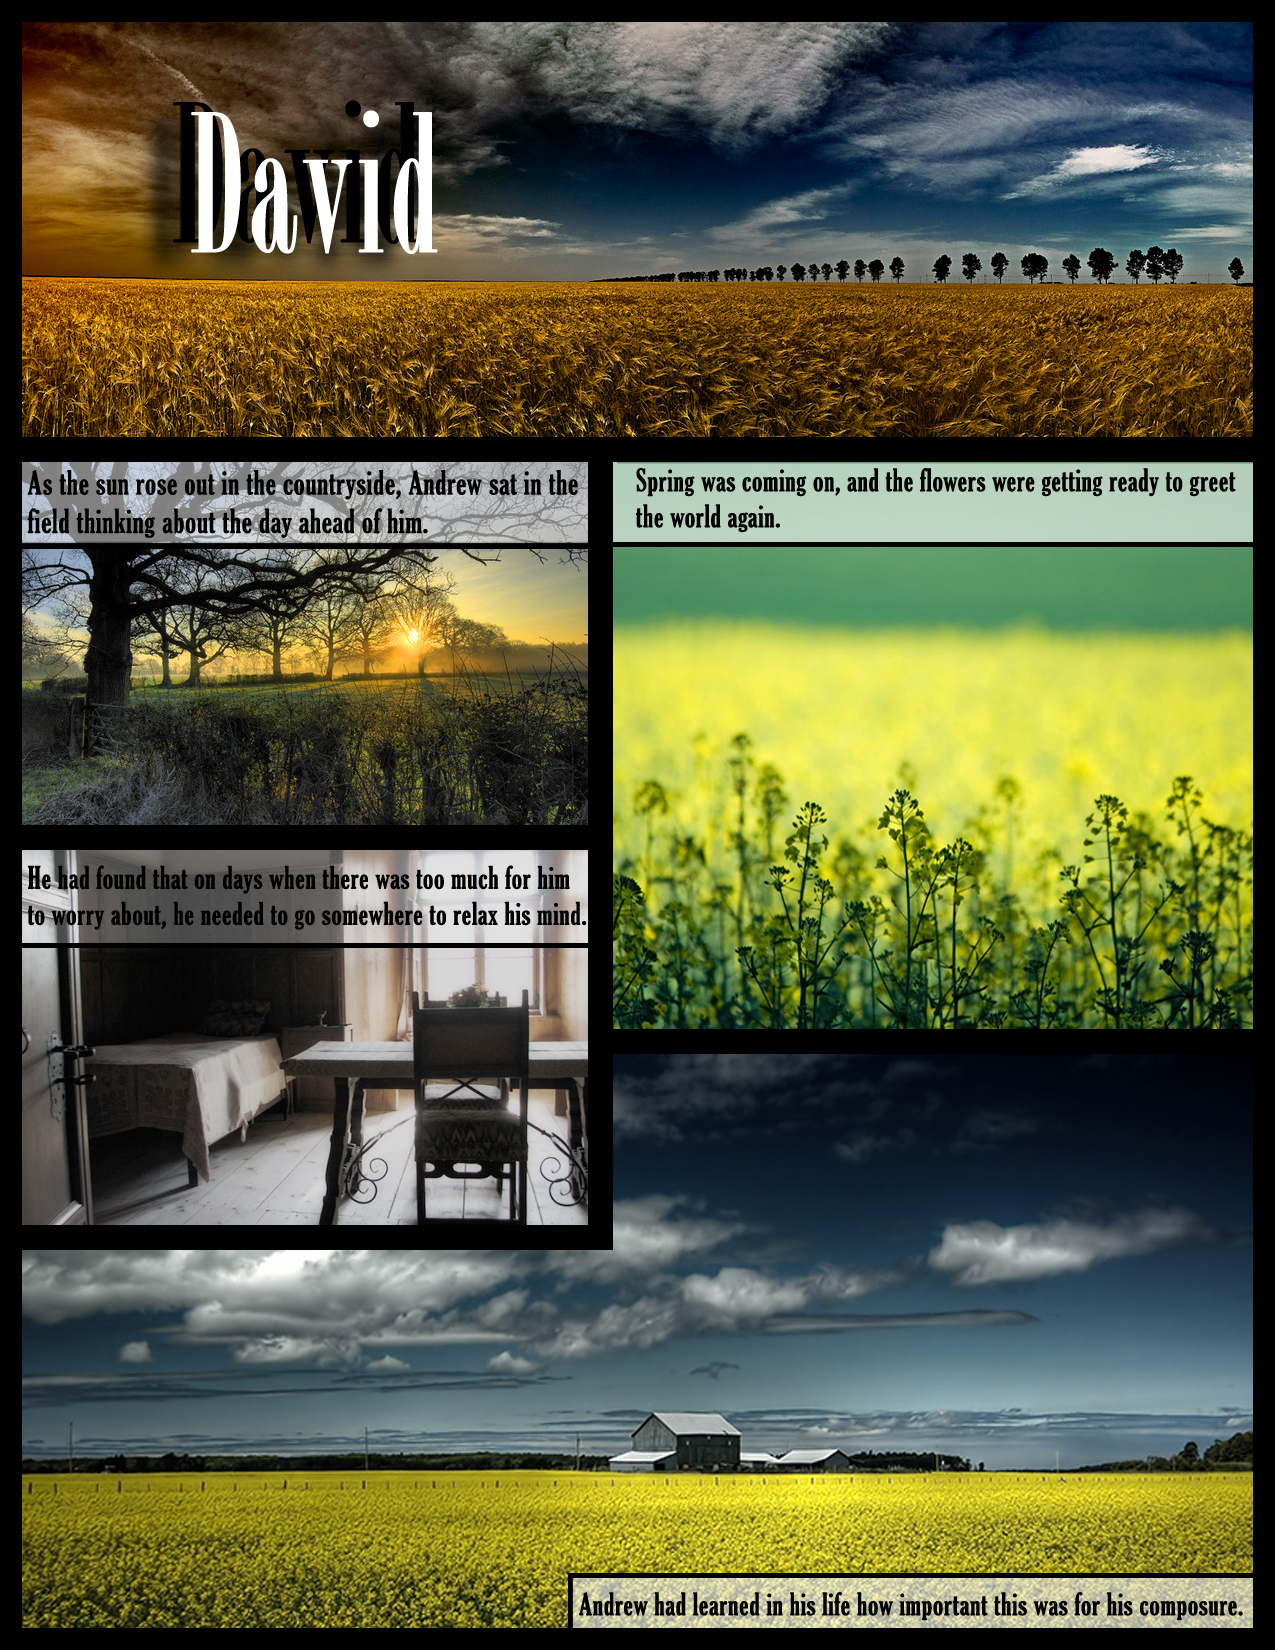 David
As the sun rose out in the countryside, Andrew sat in the
field thinking about the day ahead of him.
Spring was coming on, and the flowers were getting ready to greet
the world again.
He had found that on days when there was too much for him
to worry about, he needed to go somewhere to relax his mind.
Andrew had learned in his life how important this was for his composure.